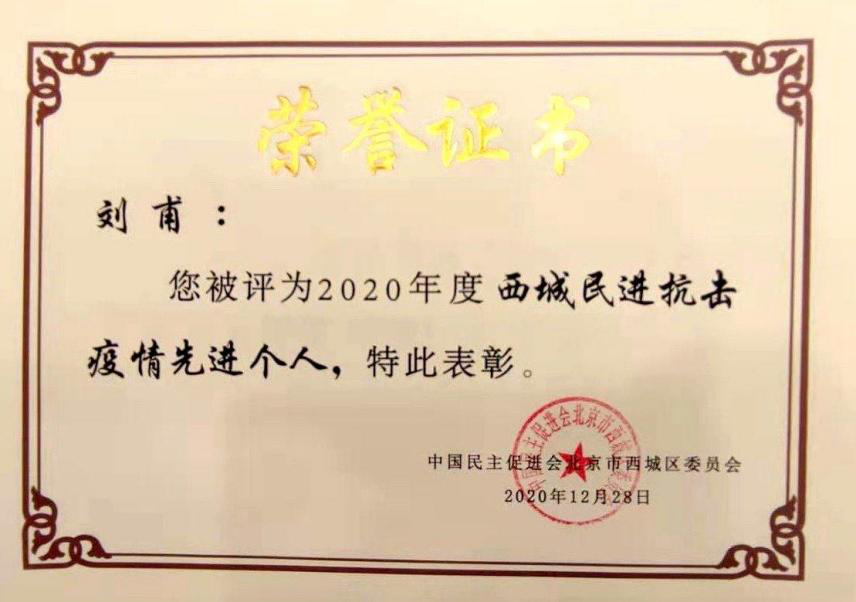 荣誉证书
刘甫：
您被评为2020年度西城民进抗击
疫情先进个人，特此表彰。
中国民主促进会北京市西城区委员会
2020年12月28日